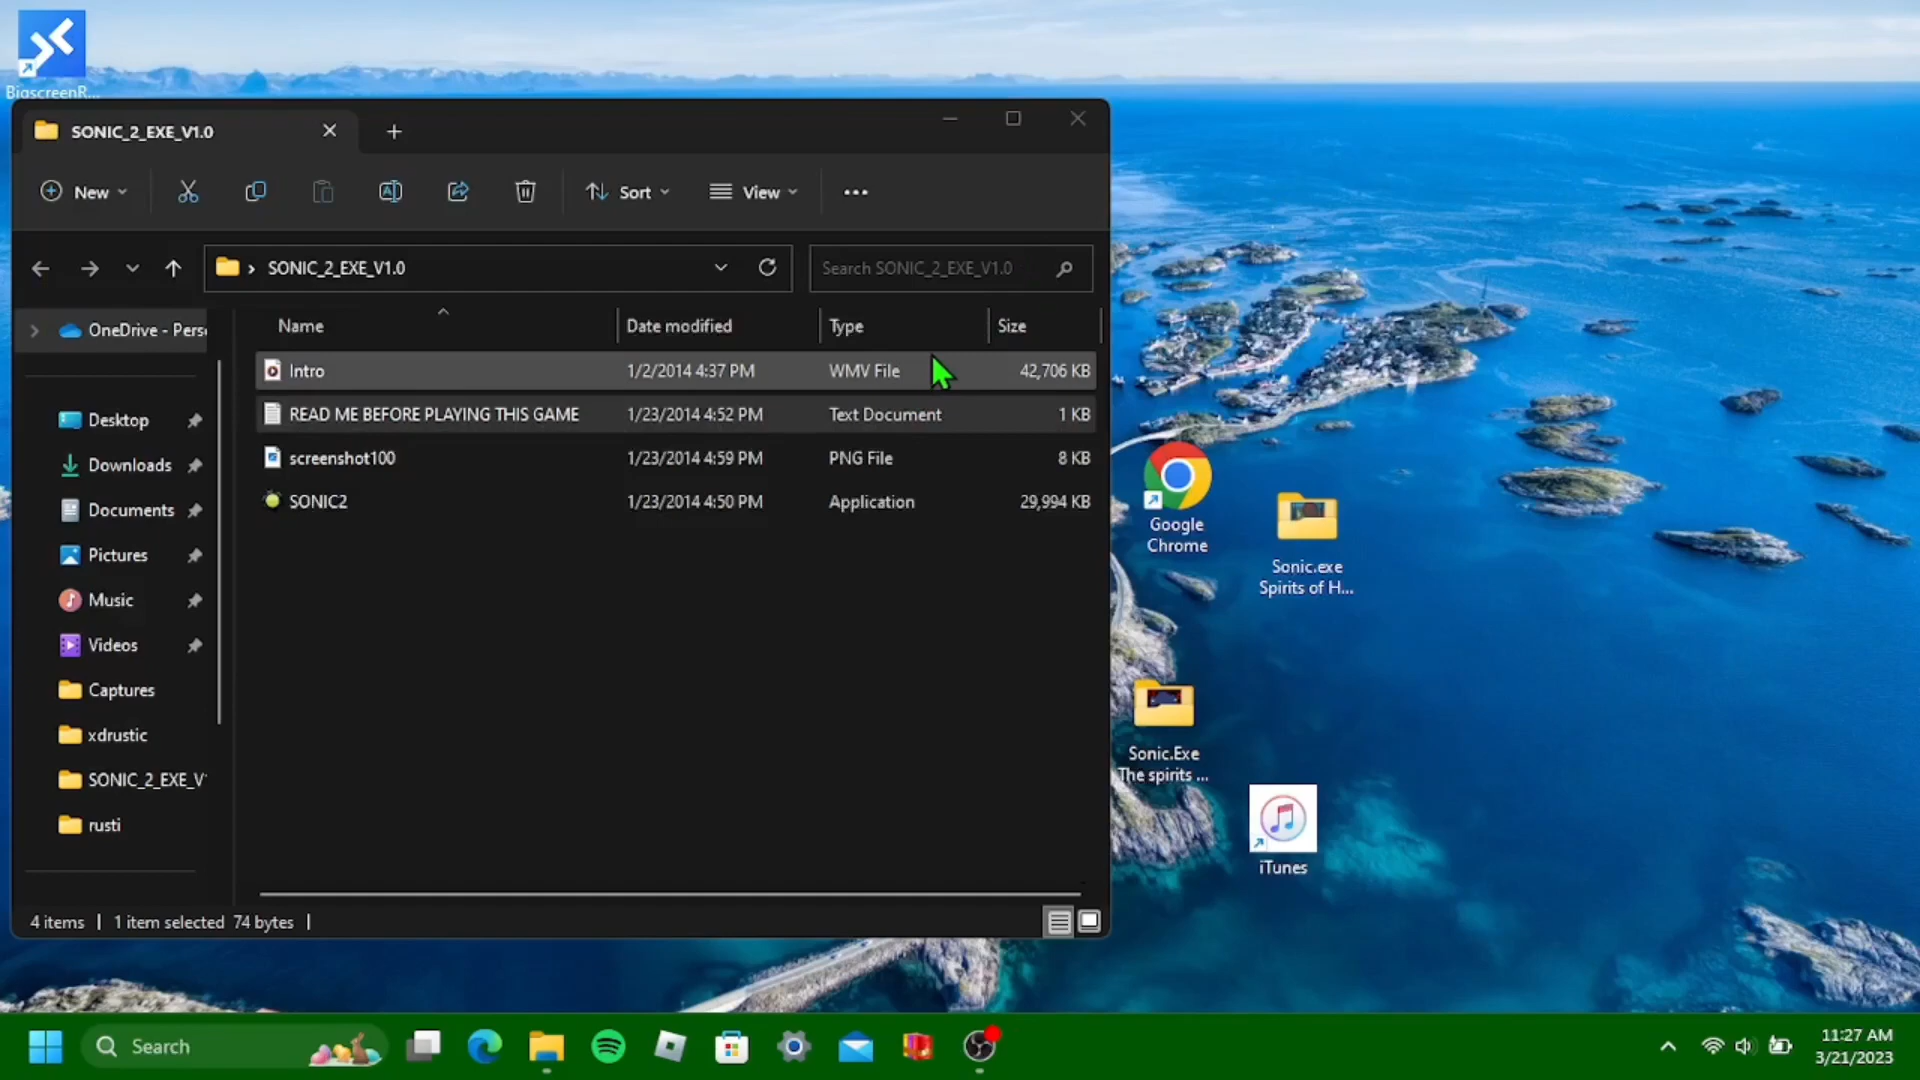 BigscreenR...
SONIC_2_EXE_V1.0
New
Sort
View
SONIC_2_EXE_V1.0
Search SONIC_2_EXE_V1.0
Name
Date modified
Type
Size
OneDrive - Perso
Intro
1/2/2014 4:37 PM
WMV File
42,706 KB
READ ME BEFORE PLAYING THIS GAME
1/23/2014 4:52 PM
Text Document
1 KB
screenshot100
1/23/2014 4:59 PM
PNG File
8 KB
SONIC2
1/23/2014 4:50 PM
Application
29,994 KB
Desktop
Downloads
Documents
Pictures
Music
Videos
Captures
xdrustic
SONIC_2_EXE_V1
rusti
4 items
1 item selected 74 bytes
Google
Chrome
Sonic.exe
Spirits of H...
Sonic.Exe
The spirits ...
iTunes
Search
11:27 AM
3/21/2023